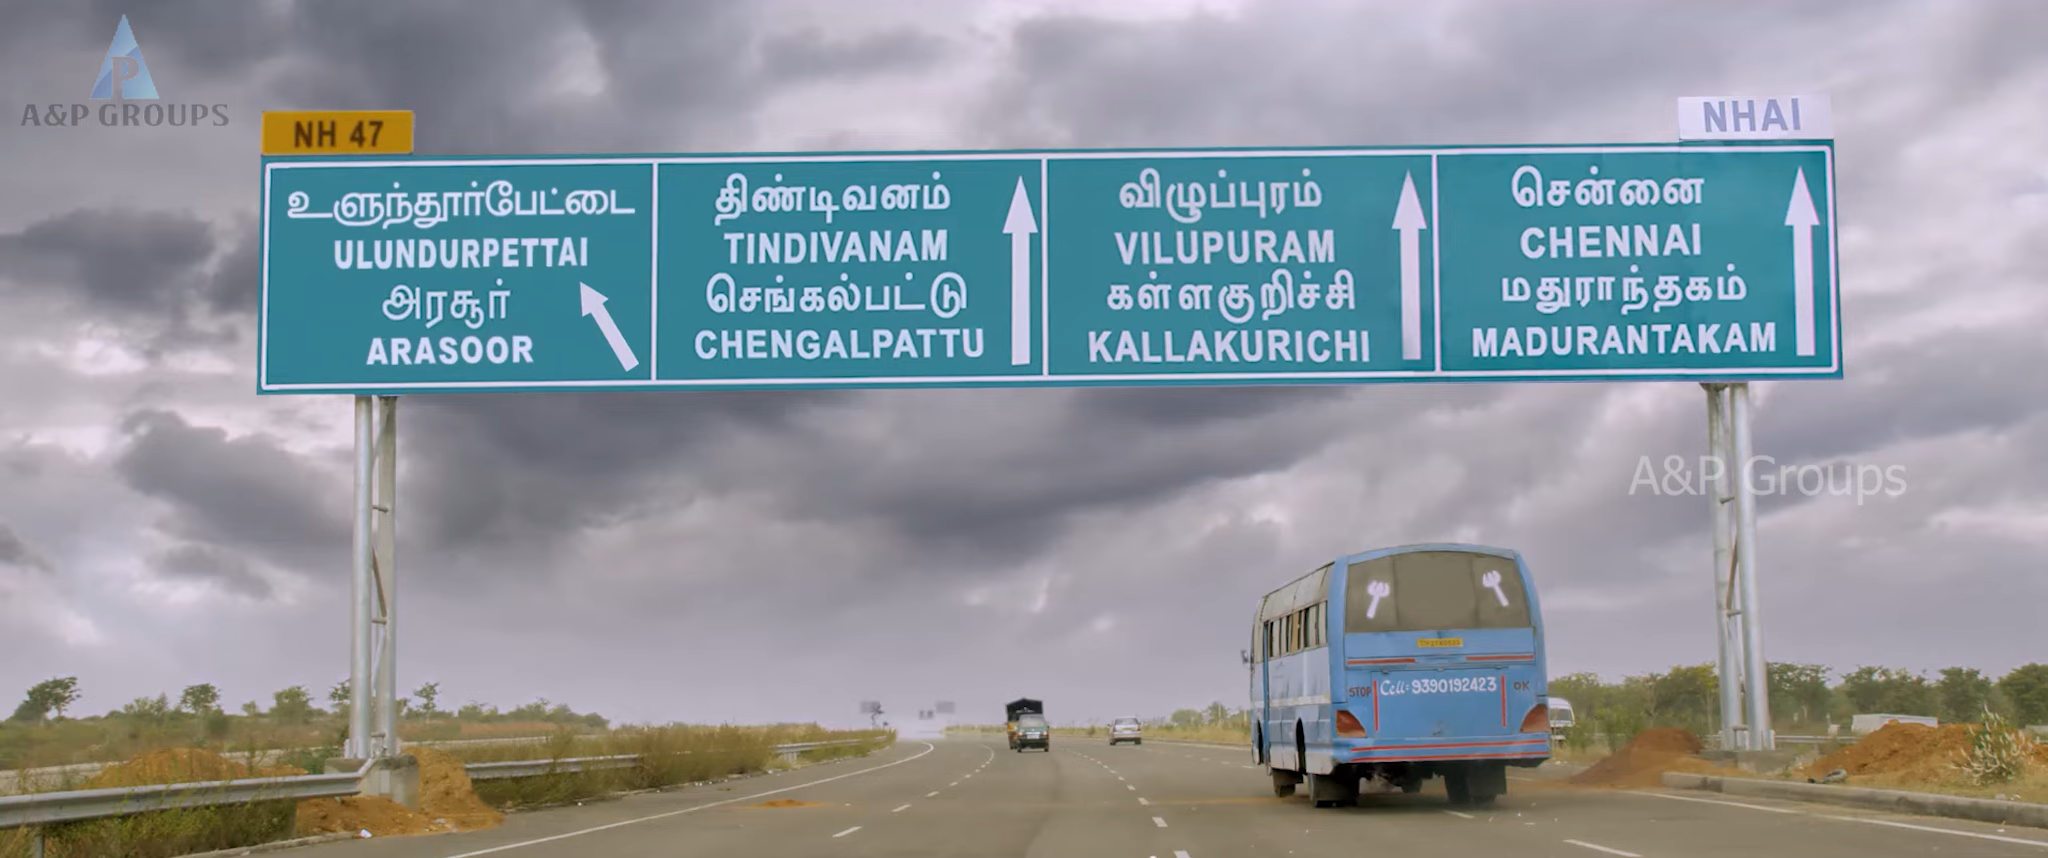 A&P GROUPS
NH 47
NHAI
உளுந்தூர்பேட்டை
ULUNDURPETTAI
அரசூர்
ARASOOR
திண்டிவனம்
TINDIVANAM
செங்கல்பட்டு
CHENGALPATTU
விழுப்புரம்
VILUPURAM
கள்ளகுறிச்சி
KALLAKURICHI
சென்னை
CHENNAI
மதுராந்தகம்
MADURANTAKAM
A&P Groups
STOP
Cell: 9390192423
OK